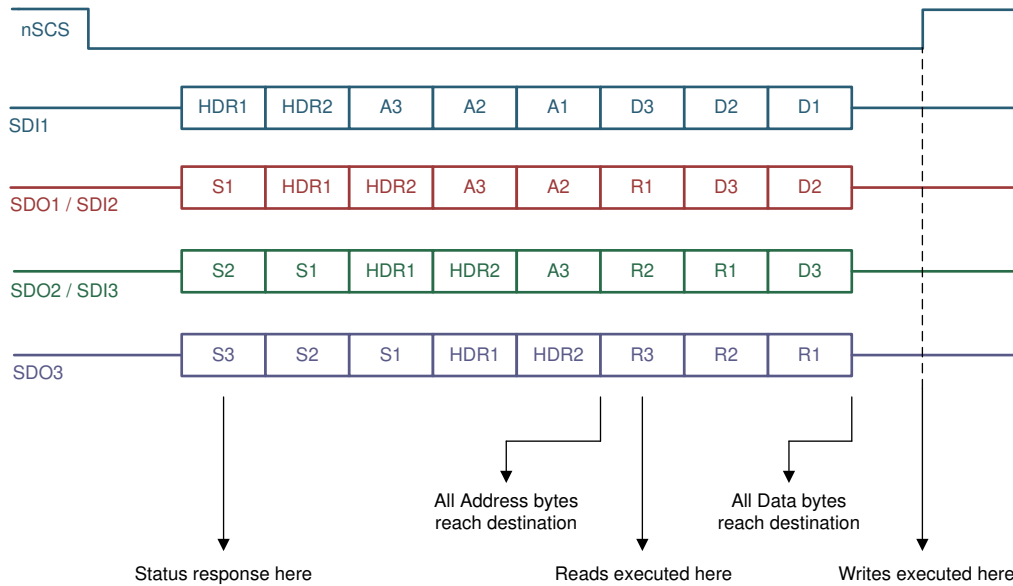 nSCS
HDR1 HDR2 A3 A2 A1 D3 D2 D1
SDI1
S1 HDR1 HDR2 A3 A2 R1 D3 D2
SDO1 / SDI2
S2 S1 HDR1 HDR2 A3 R2 R1 D3
SDO2 / SDI3
S3 S2 S1 HDR1 HDR2 R3 R2 R1
SDO3
All Address bytes
reach destination
All Data bytes
reach destination
Status response here
Reads executed here
Writes executed here